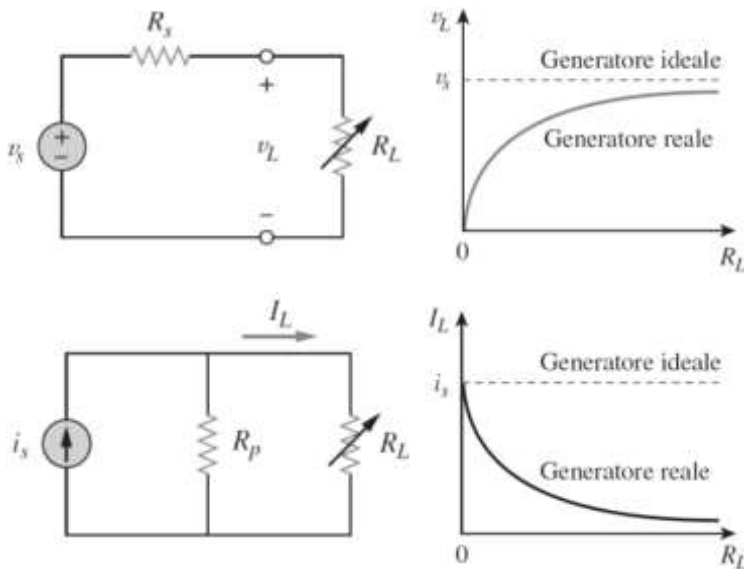 R_s
+
v_s
+
−
v_L
R_L
−
v_L
Generatore ideale
v_s
Generatore reale
0
R_L
I_L
i_s
R_p
R_L
I_L
Generatore ideale
i_s
Generatore reale
0
R_L